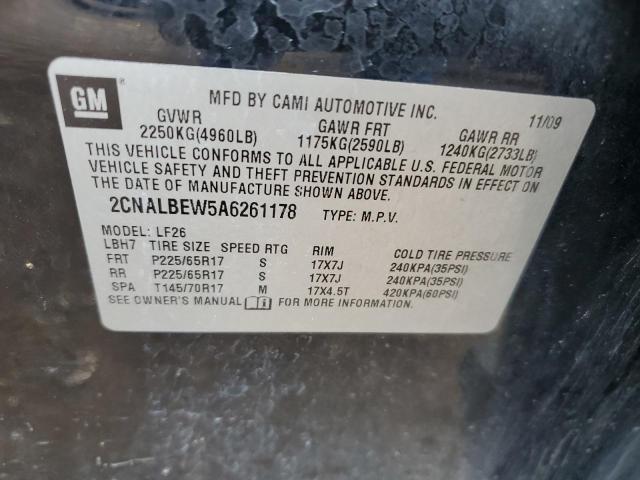 GM
MFD BY CAMI AUTOMOTIVE INC. 11/09
GVWR GAWR FRT GAWR RR
2250KG(4960LB) 1175KG(2590LB) 1240KG(2733LB)
THIS VEHICLE CONFORMS TO ALL APPLICABLE U.S. FEDERAL MOTOR
VEHICLE SAFETY AND THEFT PREVENTION STANDARDS IN EFFECT ON
THE DATE OF MANUFACTURE SHOWN ABOVE.
2CNALBEW5A6261178 TYPE: M.P.V.
MODEL: LF26
LBH7 TIRE SIZE SPEED RTG RIM COLD TIRE PRESSURE
FRT P225/65R17 S 17X7J 240KPA(35PSI)
RR P225/65R17 S 17X7J 240KPA(35PSI)
SPA T145/70R17 M 17X4.5T 420KPA(60PSI)
SEE OWNER'S MANUAL FOR MORE INFORMATION.